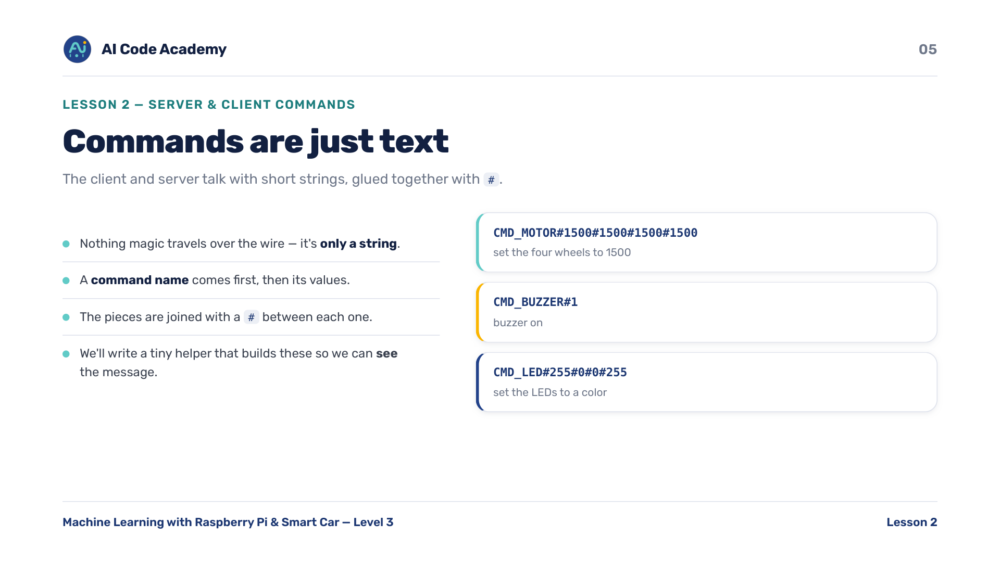 AI Code Academy
05
LESSON 2 — SERVER & CLIENT COMMANDS
Commands are just text
The client and server talk with short strings, glued together with #.
Nothing magic travels over the wire — it's only a string.
A command name comes first, then its values.
The pieces are joined with a # between each one.
We'll write a tiny helper that builds these so we can see
the message.
CMD_MOTOR#1500#1500#1500#1500
set the four wheels to 1500
CMD_BUZZER#1
buzzer on
CMD_LED#255#0#0#255
set the LEDs to a color
Machine Learning with Raspberry Pi & Smart Car — Level 3
Lesson 2